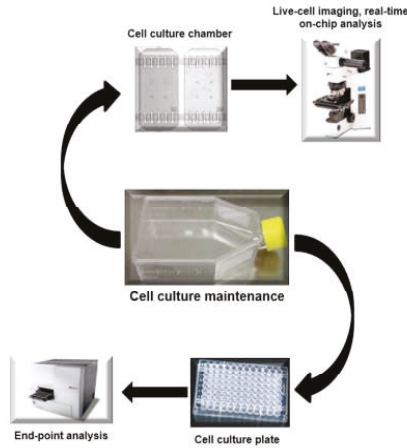 Live-cell imaging, real-time
on-chip analysis
Cell culture chamber
Cell culture maintenance
End-point analysis
Cell culture plate